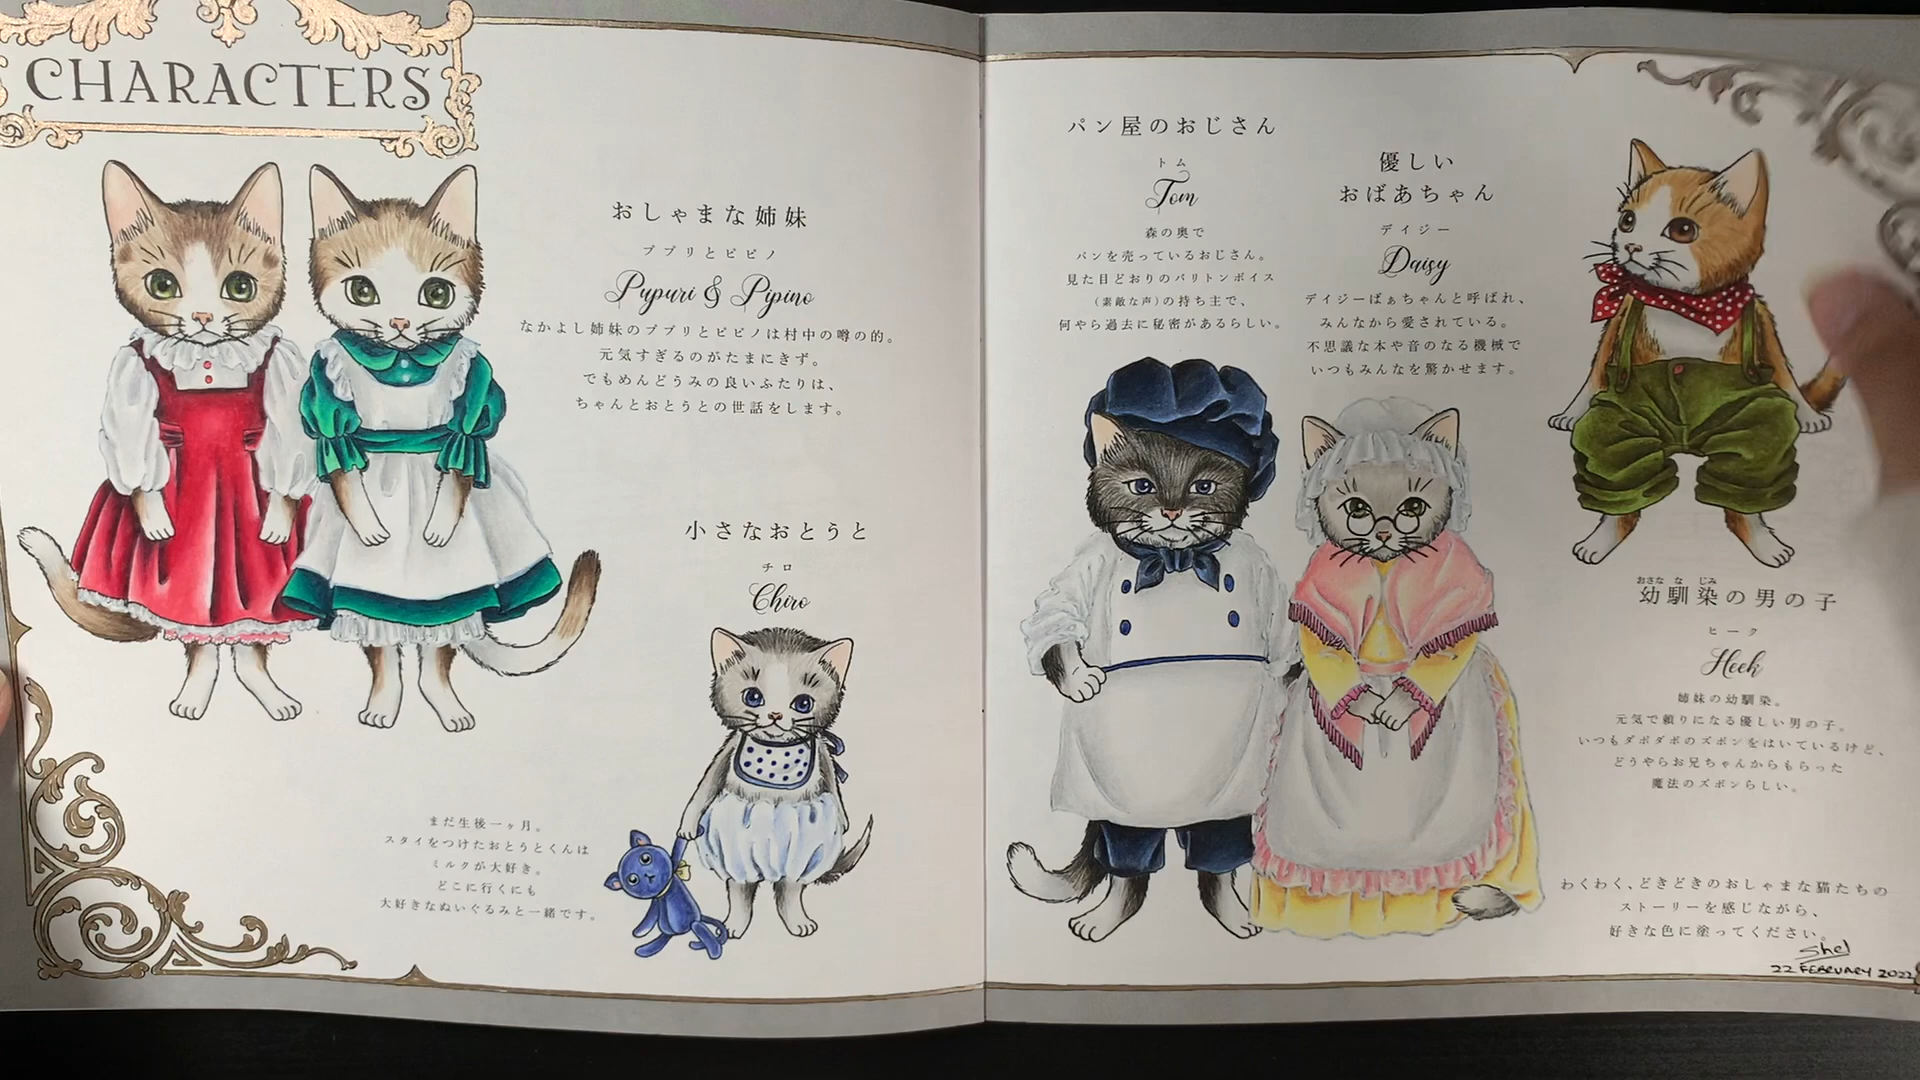 CHARACTERS
おしゃまな姉妹
ププリとピピノ
Pupuri & Pipino
なかよし姉妹のププリとピピノは村中の噂の的。
元気すぎるのがたまにきず。
でもめんどうみの良いふたりは、
ちゃんとおとうとの世話をします。
小さなおとうと
チロ
Chiro
まだ生後一ヶ月。
スタイをつけたおとうとくんは
ミルクが大好き。
どこに行くにも
大好きなぬいぐるみと一緒です。
パン屋のおじさん
トム
Tom
森の奥で
パンを売っているおじさん。
見た目どおりのバリトンボイス
(素敵な声)の持ち主で、
何やら過去に秘密があるらしい。
優しい
おばあちゃん
デイジー
Daisy
デイジーばぁちゃんと呼ばれ、
みんなから愛されている。
不思議な本や音のなる機械で
いつもみんなを驚かせます。
おさな な じみ
幼馴染の男の子
ヒーク
Heek
姉妹の幼馴染。
元気で頼りになる優しい男の子。
いつもダボダボのズボンをはいているけど、
どうやらお兄ちゃんからもらった
魔法のズボンらしい。
わくわく、どきどきのおしゃまな猫たちの
ストーリーを感じながら、
好きな色に塗ってください。
Shel
22 FEBRUARY 2022